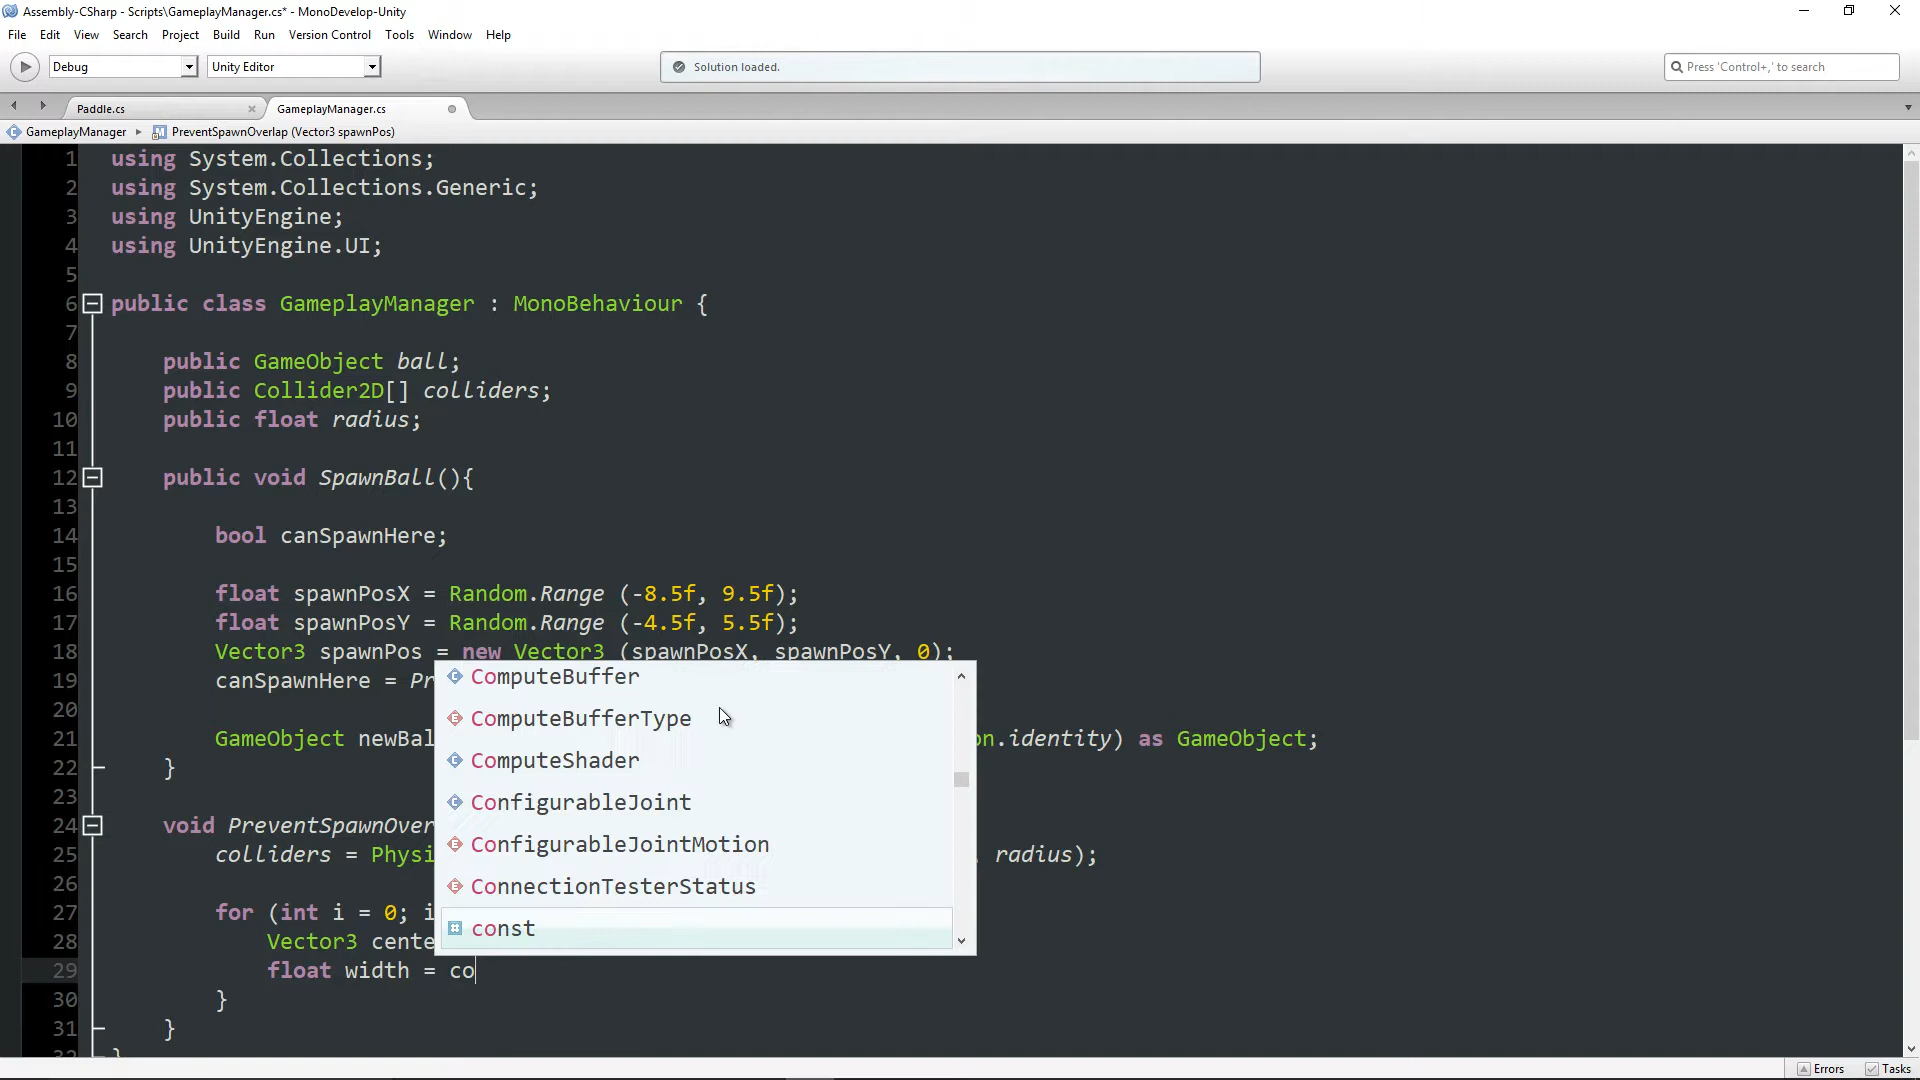 Assembly-CSharp - Scripts\GameplayManager.cs* - MonoDevelop-Unity
File Edit View Search Project Build Run Version Control Tools Window Help
Debug Unity Editor Solution loaded. Press 'Control+,' to search
Paddle.cs GameplayManager.cs
GameplayManager PreventSpawnOverlap (Vector3 spawnPos)
1 using System.Collections;
2 using System.Collections.Generic;
3 using UnityEngine;
4 using UnityEngine.UI;
5
6 public class GameplayManager : MonoBehaviour {
7
8 public GameObject ball;
9 public Collider2D[] colliders;
10 public float radius;
11
12 public void SpawnBall(){
13
14 bool canSpawnHere;
15
16 float spawnPosX = Random.Range (-8.5f, 9.5f);
17 float spawnPosY = Random.Range (-4.5f, 5.5f);
18 Vector3 spawnPos = new Vector3 (spawnPosX, spawnPosY, 0);
19 canSpawnHere = Pr
20
21 GameObject newBal on.identity) as GameObject;
22 }
23
24 void PreventSpawnOver
25 colliders = Physi , radius);
26
27 for (int i = 0; i
28 Vector3 cente
29 float width = co
30 }
31 }
32 }
ComputeBuffer
ComputeBufferType
ComputeShader
ConfigurableJoint
ConfigurableJointMotion
ConnectionTesterStatus
const
Errors Tasks